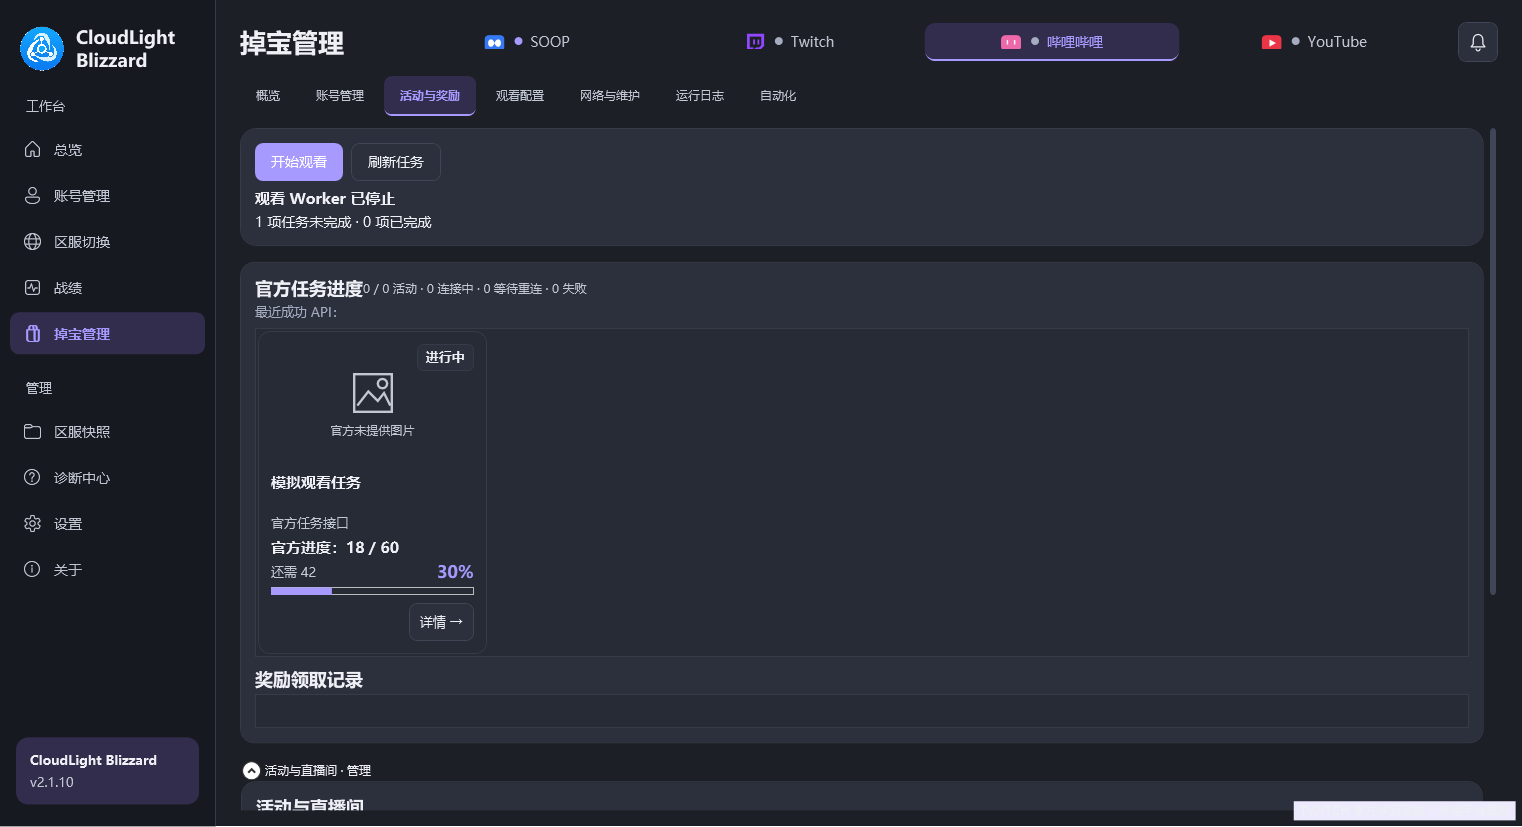 CloudLight
Blizzard
工作台
总览
账号管理
区服切换
战绩
掉宝管理
管理
区服快照
诊断中心
设置
关于
CloudLight Blizzard
v2.1.10
掉宝管理
SOOP
Twitch
哔哩哔哩
YouTube
概览
账号管理
活动与奖励
观看配置
网络与维护
运行日志
自动化
开始观看
刷新任务
观看 Worker 已停止
1 项任务未完成 · 0 项已完成
官方任务进度0 / 0 活动 · 0 连接中 · 0 等待重连 · 0 失败
最近成功 API：
进行中
官方未提供图片
模拟观看任务
官方任务接口
官方进度：18 / 60
还需 42
30%
详情 →
奖励领取记录
活动与直播间 · 管理
活动与直播间